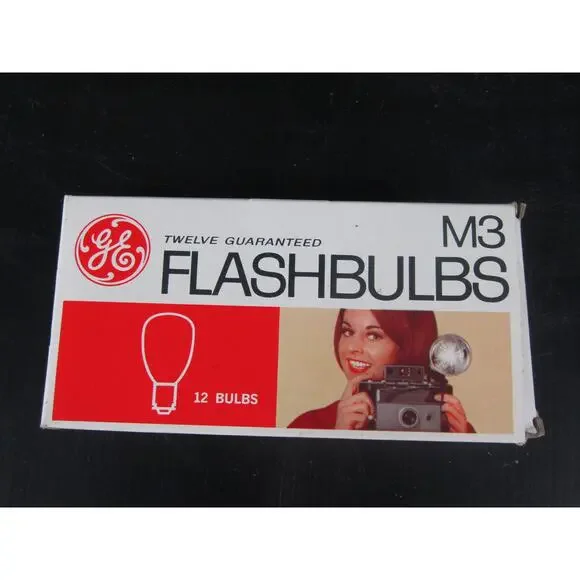 GE
TWELVE GUARANTEED
M3
FLASHBULBS
12 BULBS